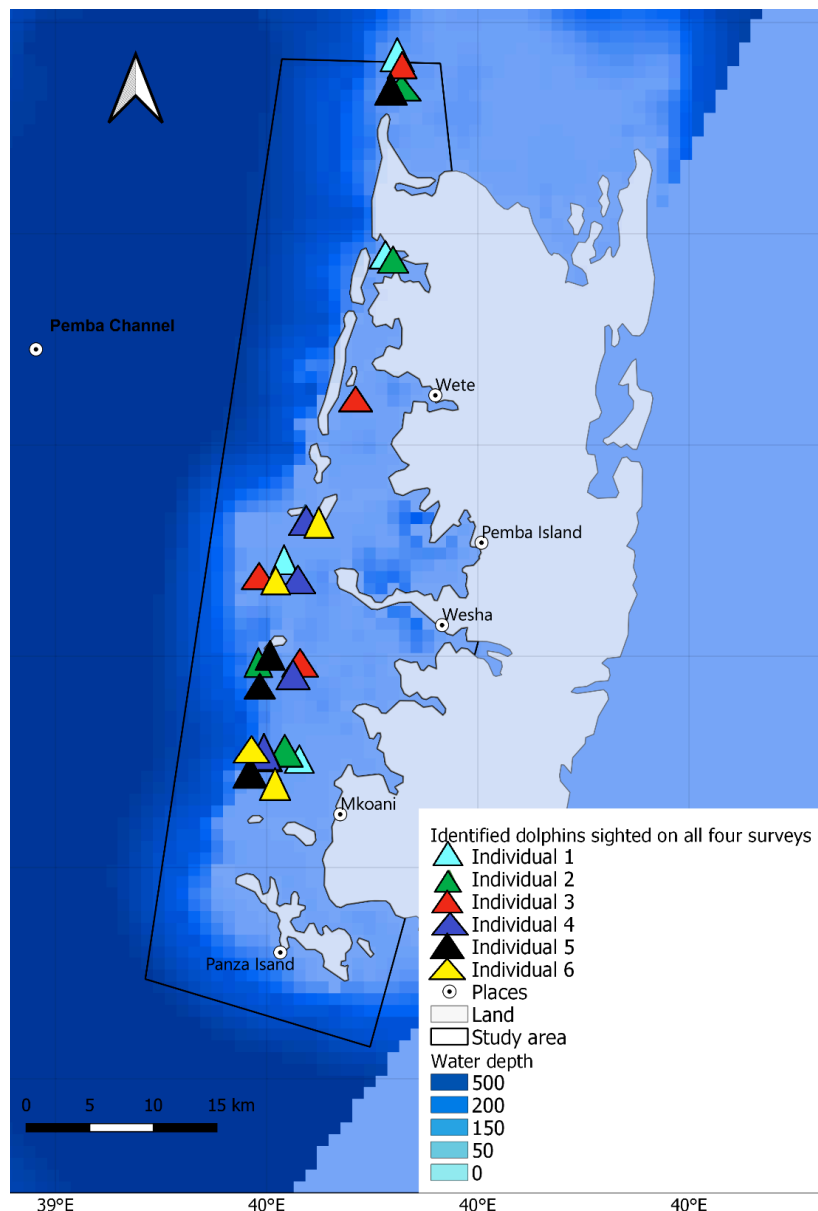 Pemba Channel
Wete
Pemba Island
Wesha
Mkoani
Panza Isand
Identified dolphins sighted on all four surveys
Individual 1
Individual 2
Individual 3
Individual 4
Individual 5
Individual 6
Places
Land
Study area
Water depth
500
200
150
50
0
0 5 10 15 km
39°E 40°E 40°E 40°E